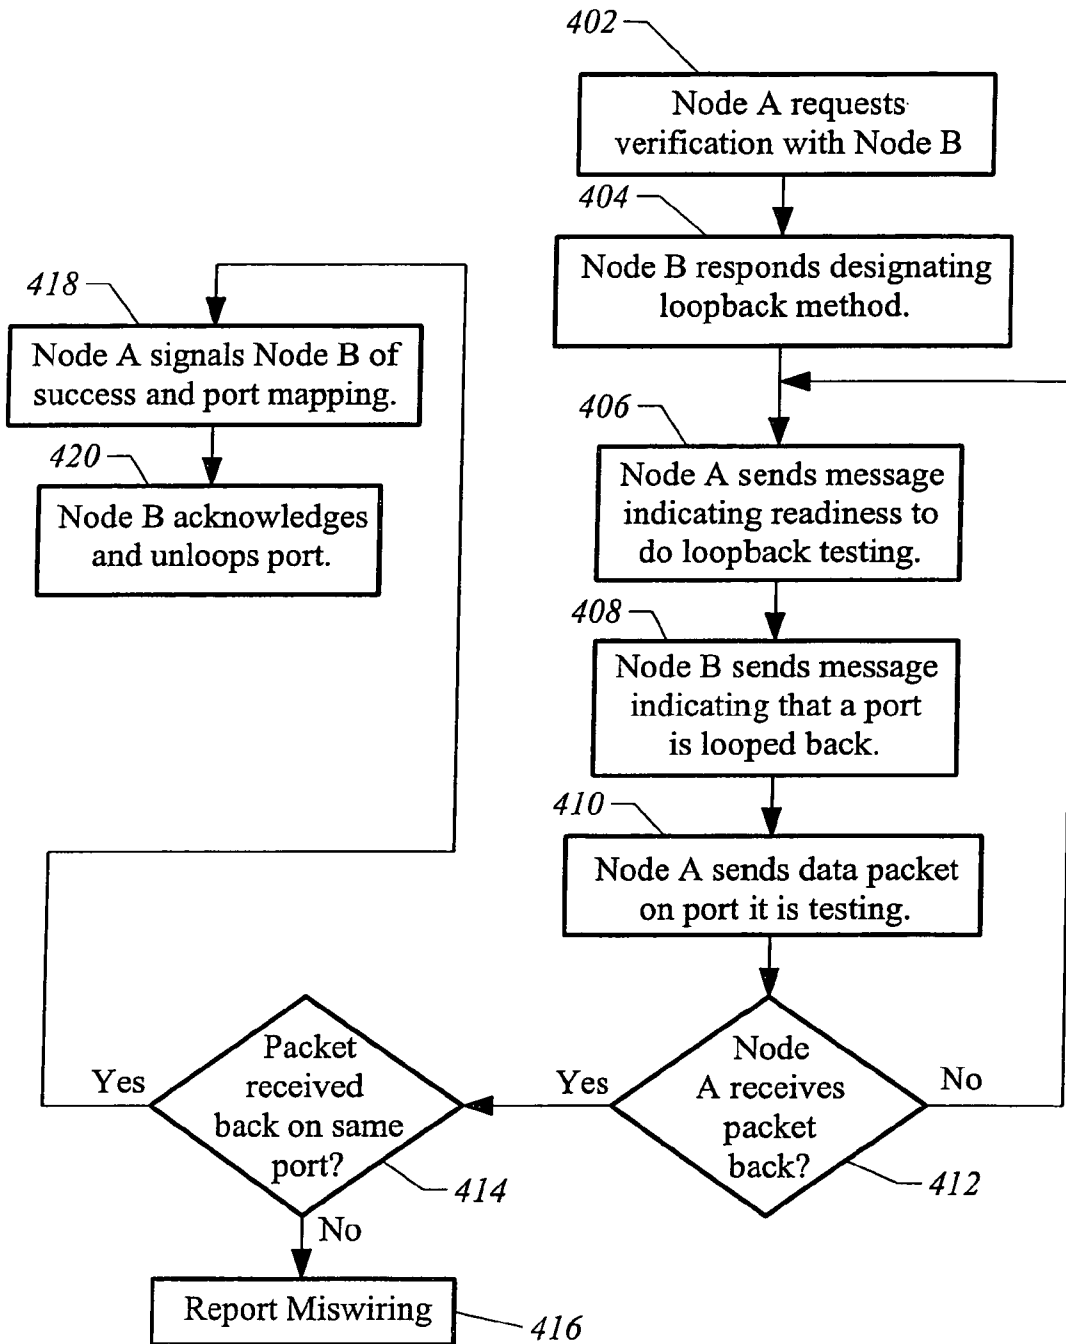 402
Node A requests
verification with Node B
404
Node B responds designating
loopback method.
418
Node A signals Node B of
success and port mapping.
406
Node A sends message
indicating readiness to
do loopback testing.
420
Node B acknowledges
and unloops port.
408
Node B sends message
indicating that a port
is looped back.
410
Node A sends data packet
on port it is testing.
Node
A receives
packet
back?
412
No
Yes
Packet
received
back on same
port?
414
Yes
No
Report Miswiring
416